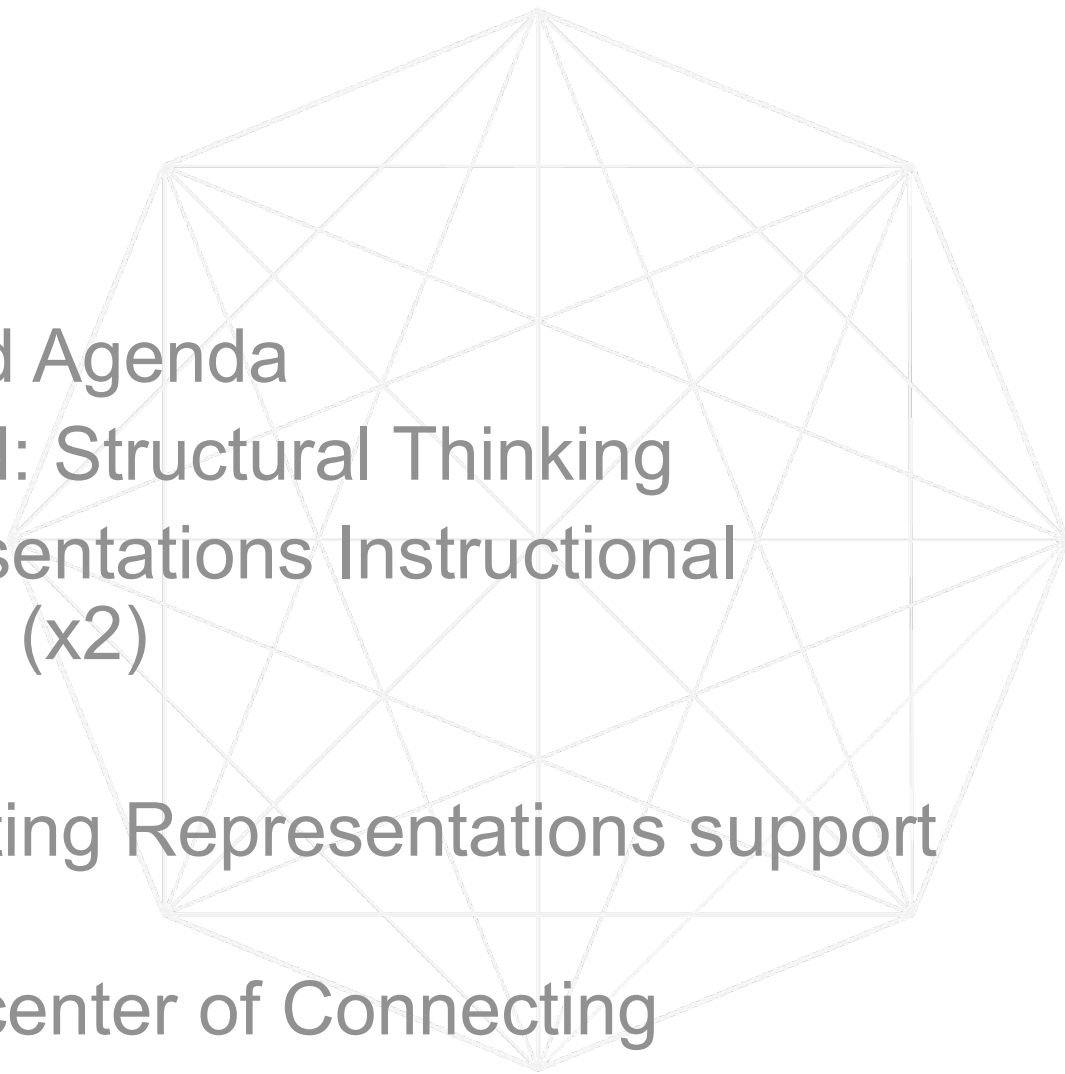 d Agenda
: Structural Thinking
sentations Instructional
(x2)
ting Representations support
center of Connecting